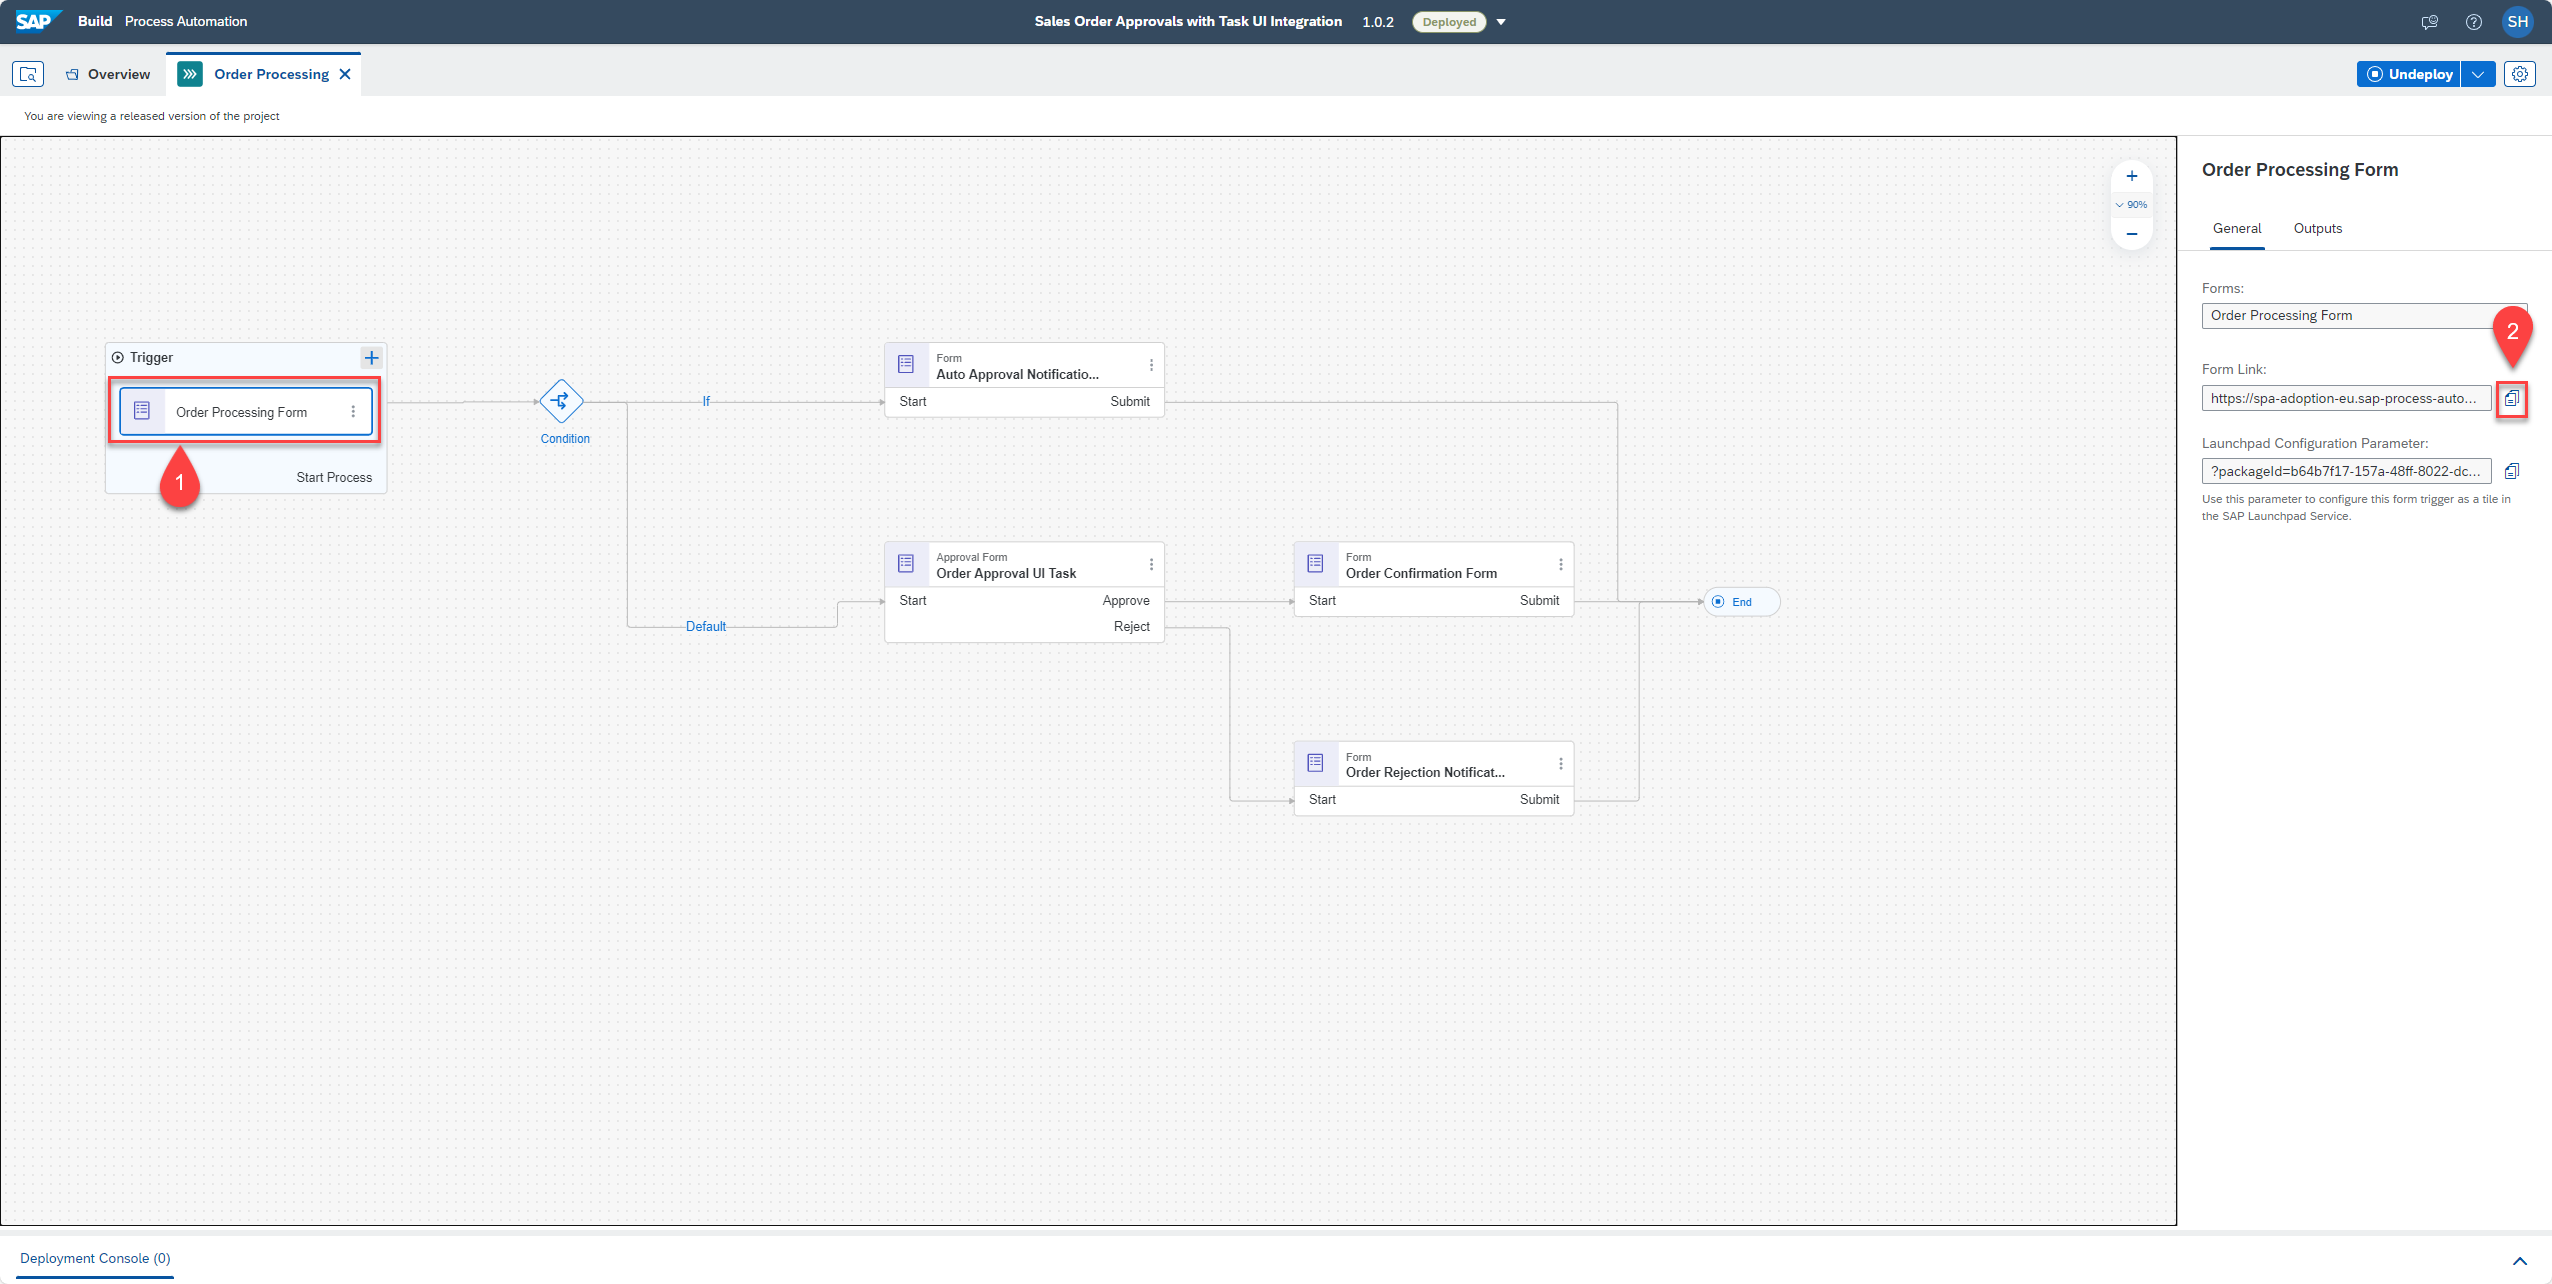 SAP Build Process Automation
Sales Order Approvals with Task UI Integration 1.0.2 Deployed
SH
Overview
Order Processing
Undeploy
You are viewing a released version of the project
90%
Trigger
Order Processing Form
Start Process
1
Condition
If
Default
Form
Auto Approval Notificatio...
Start Submit
Approval Form
Order Approval UI Task
Start Approve
Reject
Form
Order Confirmation Form
Start Submit
Form
Order Rejection Notificat...
Start Submit
End
Order Processing Form
General Outputs
Forms:
Order Processing Form
2
Form Link:
https://spa-adoption-eu.sap-process-auto...
Launchpad Configuration Parameter:
?packageId=b64b7f17-157a-48ff-8022-dc...
Use this parameter to configure this form trigger as a tile in
the SAP Launchpad Service.
Deployment Console (0)